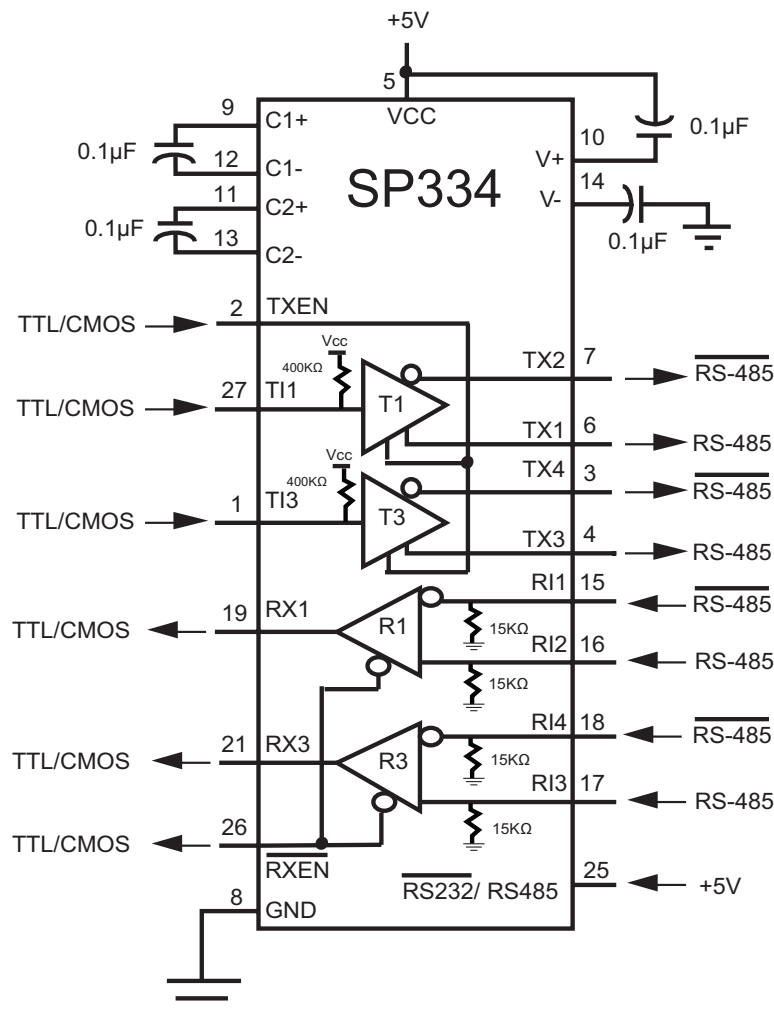 +5V
5
VCC
9
C1+
0.1µF
12
C1-
11
C2+
0.1µF
13
C2-
SP334
10
V+
0.1µF
14
V-
0.1µF
2
TXEN
TTL/CMOS
Vcc
400KΩ
27
TI1
TTL/CMOS
T1
TX2
7
RS-485
TX1
6
RS-485
Vcc
400KΩ
1
TI3
TTL/CMOS
T3
TX4
3
RS-485
TX3
4
RS-485
19
RX1
TTL/CMOS
R1
RI1
15
RS-485
15KΩ
RI2
16
RS-485
15KΩ
21
RX3
TTL/CMOS
R3
RI4
18
RS-485
15KΩ
RI3
17
RS-485
15KΩ
26
TTL/CMOS
RXEN
RS232/ RS485
25
+5V
8
GND